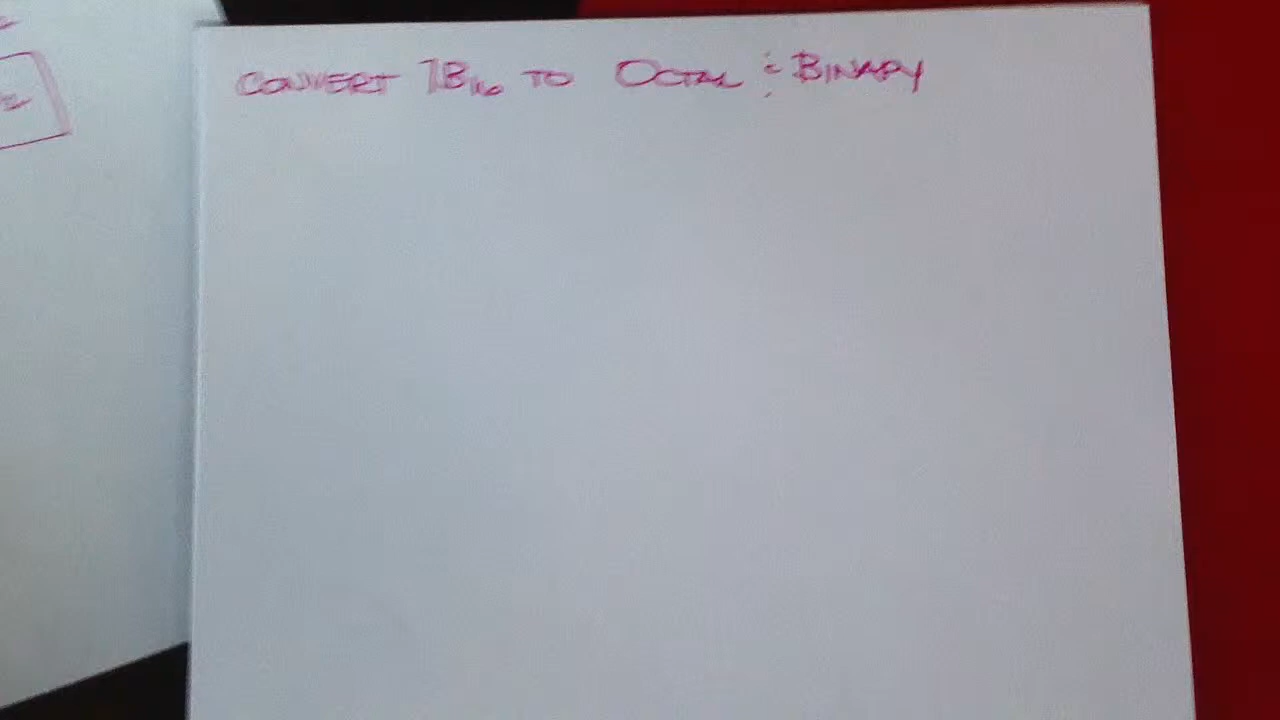 CONVERT 7B₁₆ TO OCTAL & BINARY